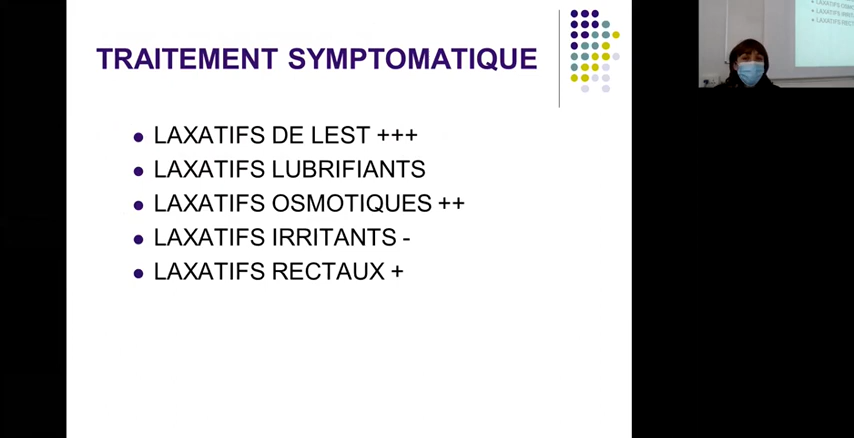 TRAITEMENT SYMPTOMATIQUE
LAXATIFS DE LEST +++
LAXATIFS LUBRIFIANTS
LAXATIFS OSMOTIQUES ++
LAXATIFS IRRITANTS -
LAXATIFS RECTAUX +